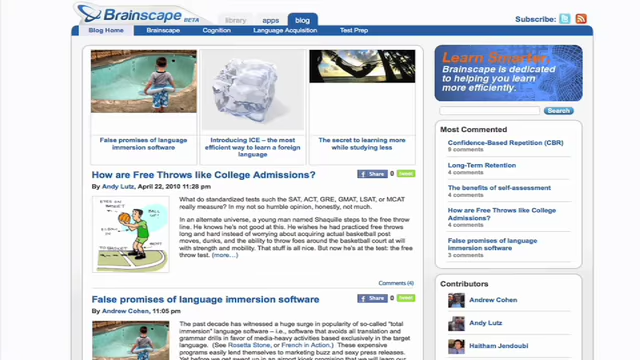 Brainscape BETA
library apps blog
Subscribe:
Blog Home Brainscape Cognition Language Acquisition Test Prep
False promises of language
immersion software
Introducing ICE – the most
efficient way to learn a foreign
language
The secret to learning more
while studying less
How are Free Throws like College Admissions?
Share 0 Tweet
By Andy Lutz, April 22, 2010 11:28 pm
What do standardized tests such the SAT, ACT, GRE, GMAT, LSAT, or MCAT
really measure? In my not so humble opinion, honestly, not much.
In an alternate universe, a young man named Shaquille steps to the free throw
line. He knows he's not good at this. He wishes he had practiced free throws
long and hard instead of worrying about acquiring actual basketball post
moves, dunks, and the ability to throw foes around the basketball court at will
with strength and mobility. That stuff is all nice. But now he's at the test: the free
throw test. (more…)
Comments (4)
False promises of language immersion software
Share 0 Tweet
By Andrew Cohen, 11:05 pm
The past decade has witnessed a huge surge in popularity of so-called "total
immersion" language software – i.e., software that avoids all translation and
grammar drills in favor of media-heavy activities based exclusively in the target
language. (See Rosetta Stone, or French in Action.) These expensive
programs easily lend themselves to marketing buzz and sexy press releases.
Learn Smarter.
Brainscape is dedicated
to helping you learn
more efficiently.
Search
Most Commented
Confidence-Based Repetition (CBR)
9 comments
Long-Term Retention
4 comments
The benefits of self-assessment
4 comments
How are Free Throws like College
Admissions?
4 comments
False promises of language
immersion software
3 comments
Contributors
Andrew Cohen
Andy Lutz
Haitham Jendoubi